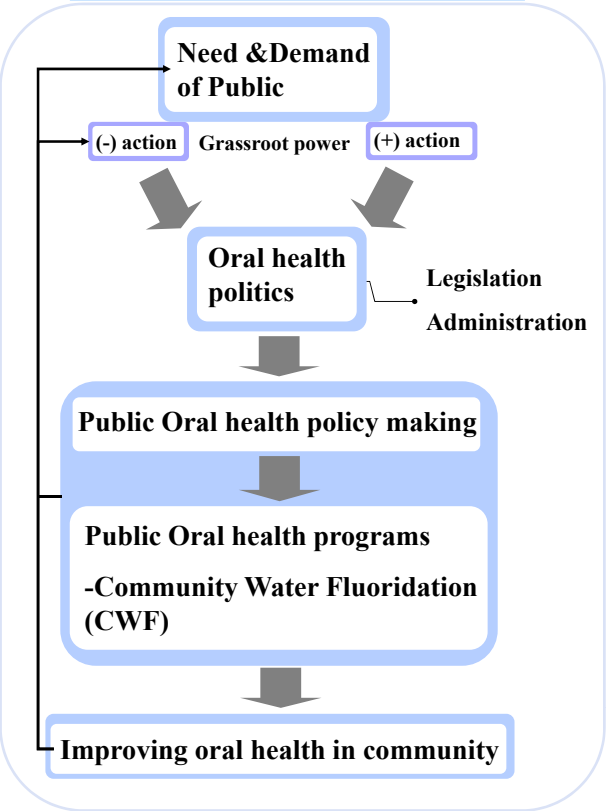 Need &Demand
of Public
(-) action
Grassroot power
(+) action
Oral health
politics
Legislation
Administration
Public Oral health policy making
Public Oral health programs
-Community Water Fluoridation
(CWF)
Improving oral health in community